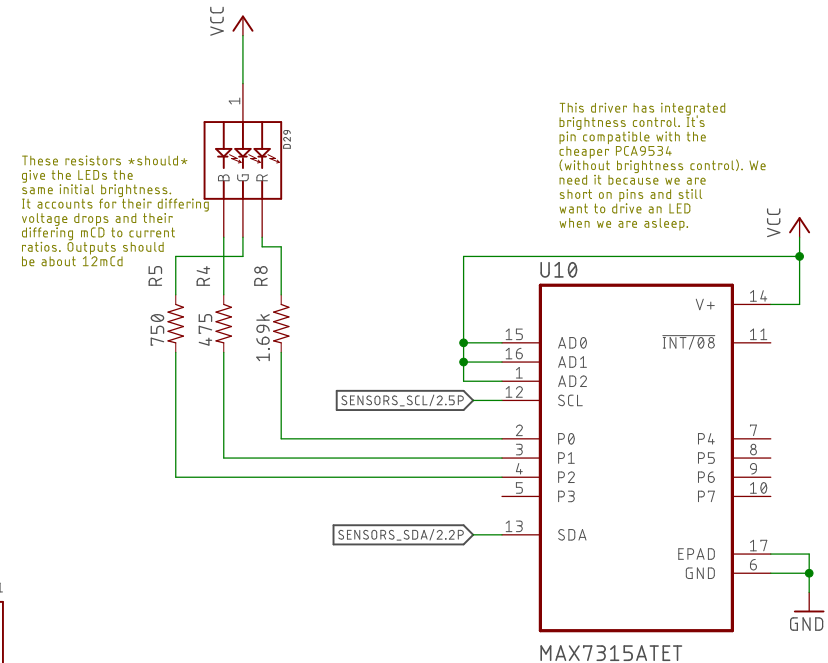 VCC
1
D29
B
G
R
These resistors *should*
give the LEDs the
same initial brightness.
It accounts for their differing
voltage drops and their
differing mCD to current
ratios. Outputs should
be about 12mCd
R5
R4
R8
750
475
1.69k
This driver has integrated
brightness control. It's
pin compatible with the
cheaper PCA9534
(without brightness control). We
need it because we are
short on pins and still
want to drive an LED
when we are asleep.
VCC
U10
V+ 14
15 AD0
INT/08 11
16 AD1
1 AD2
SENSORS_SCL/2.5P
12 SCL
2 P0
P4 7
3 P1
P5 8
4 P2
P6 9
5 P3
P7 10
SENSORS_SDA/2.2P
13 SDA
EPAD 17
GND 6
GND
MAX7315ATET